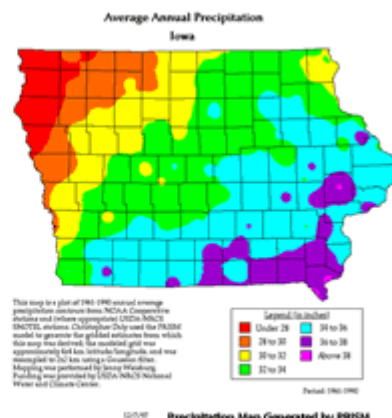 Average Annual Precipitation
Iowa
This map is a plot of 1961-1990 annual average
precipitation contours from NOAA Cooperative
stations and (where appropriate) USDA-NRCS
SNOTEL stations. Christopher Daly used the PRISM
model to generate the gridded estimates from which
this map was derived; the modeled grid was
approximately 4x4 km latitude/longitude, and was
resampled to 2x2 km using a Gaussian filter.
Mapping was performed by Jenny Weisburg.
Funding was provided by USDA-NRCS National
Water and Climate Center.
Legend (in inches)
Under 28
28 to 30
30 to 32
32 to 34
34 to 36
36 to 38
Above 38
Period: 1961-1990
12/7/97
Precipitation Map Generated by PRISM